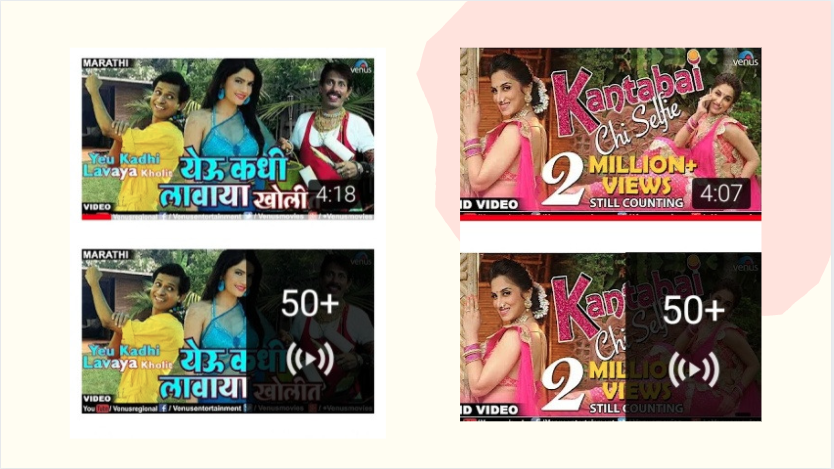 MARATHI
venus
Yeu Kadhi
Lavaya Kholit
येऊ कधी
लावाया खोली
4:18
VIDEO
venus
Kantabai
Chi Selfie
2 MILLION+
VIEWS
STILL COUNTING
4:07
D VIDEO
MARATHI
50+
Yeu Kadhi
Lavaya Kholit
येऊ कधी
लावाया खोलीत
VIDEO
YouTube/Venusregional f/Venusentertainment
venus
Kantabai
Chi Selfie
50+
2 MILLION+
VIEWS
STILL COUNTING
D VIDEO